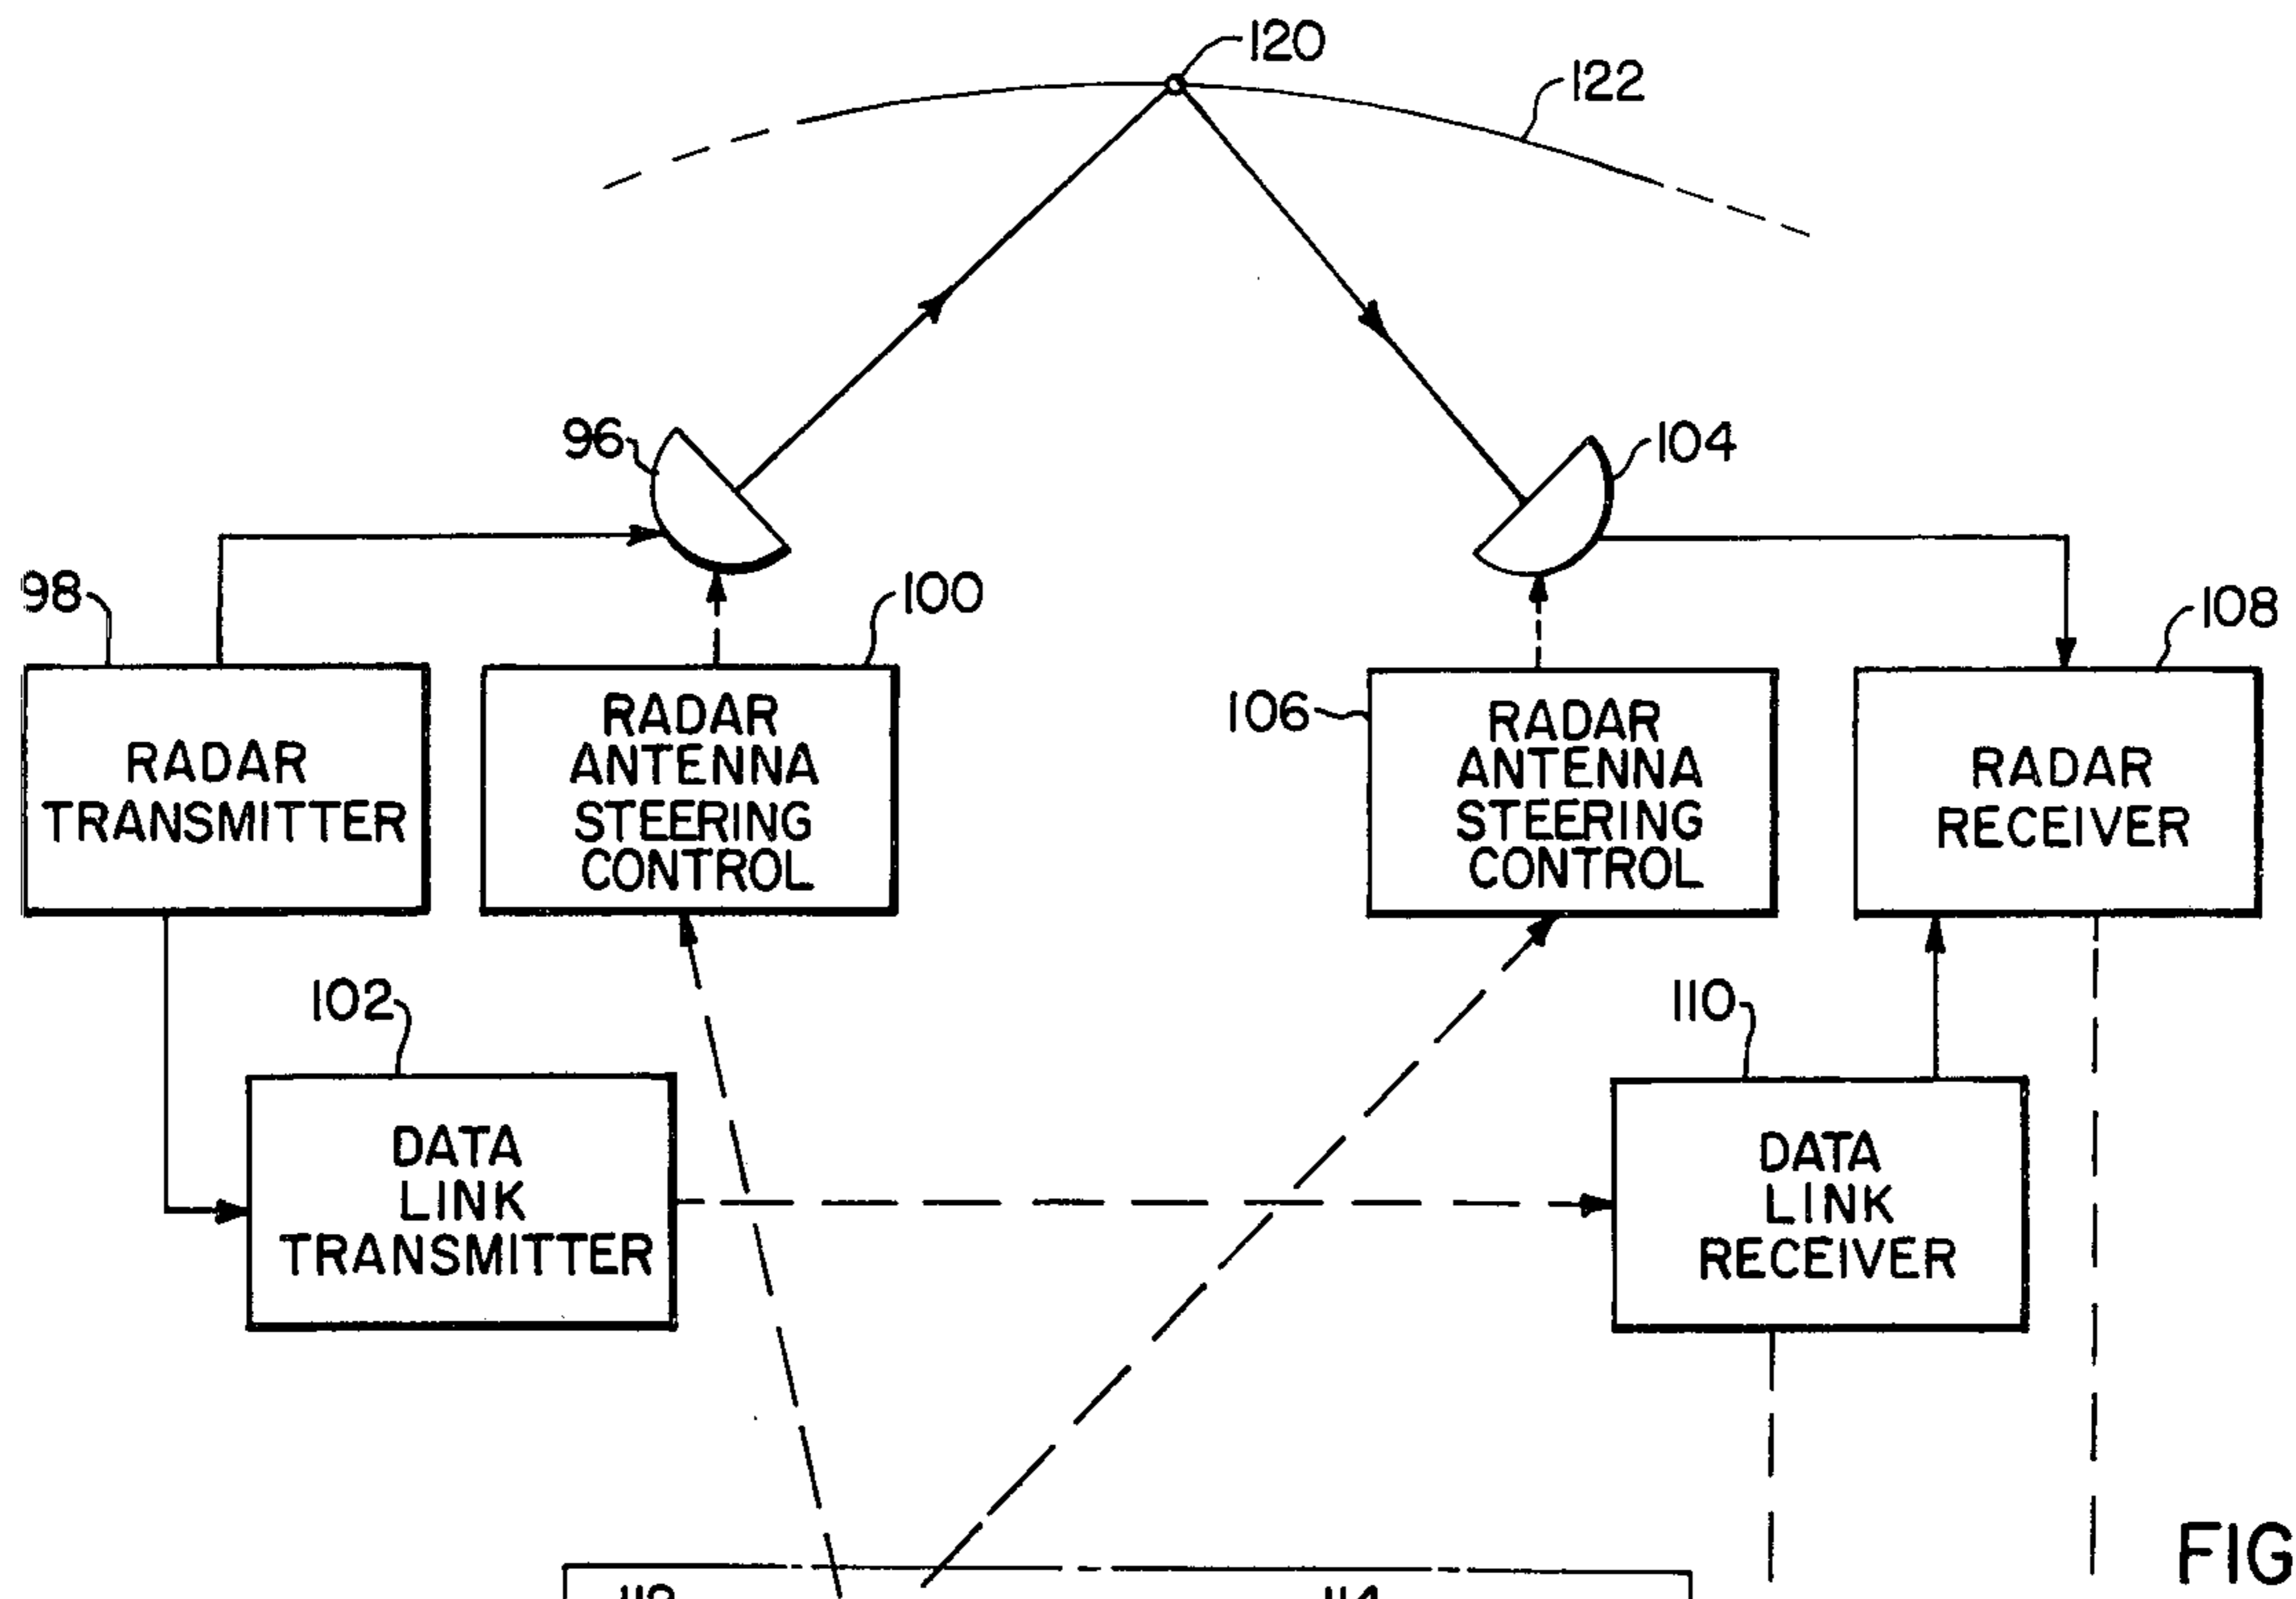 120
122
96
104
98
100
108
106
RADAR
TRANSMITTER
RADAR
ANTENNA
STEERING
CONTROL
RADAR
ANTENNA
STEERING
CONTROL
RADAR
RECEIVER
102
110
DATA
LINK
TRANSMITTER
DATA
LINK
RECEIVER
FIG
114